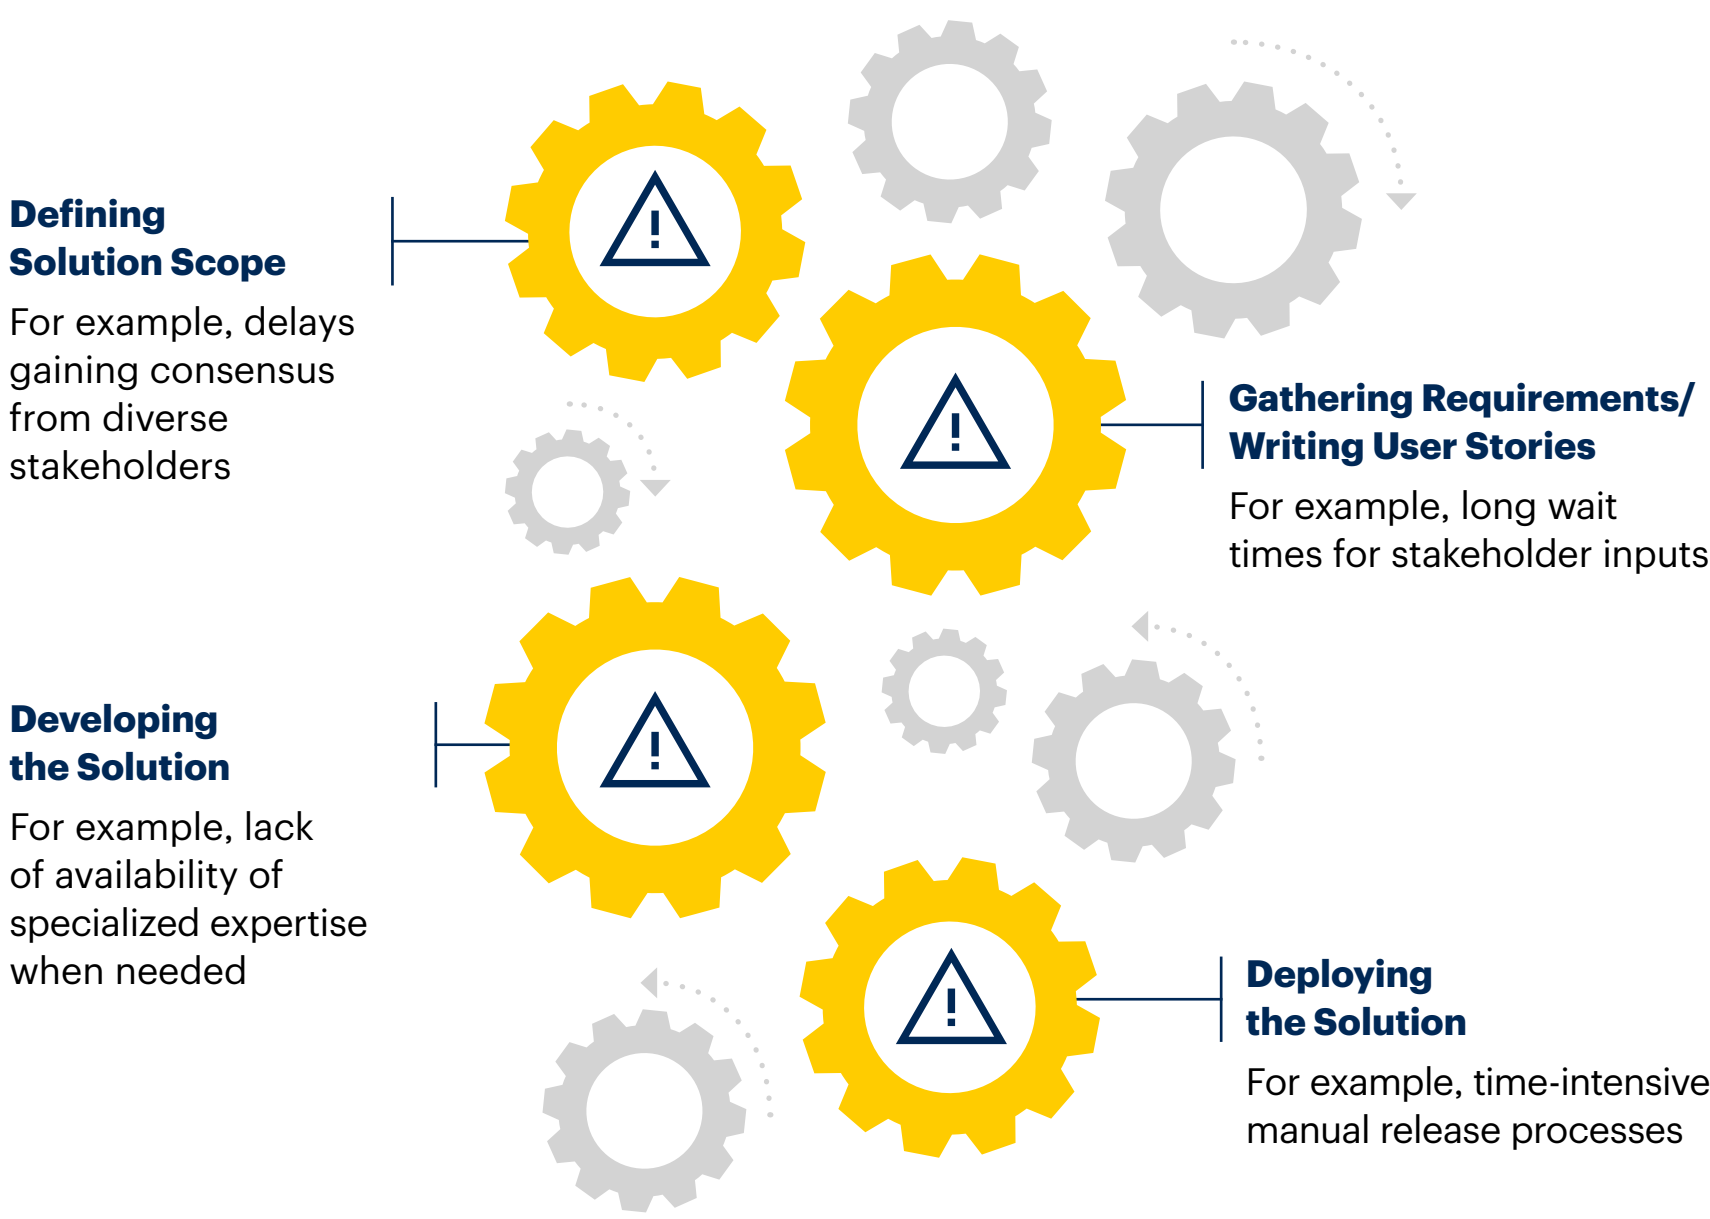 Defining
Solution Scope
For example, delays
gaining consensus
from diverse
stakeholders
Gathering Requirements/
Writing User Stories
For example, long wait
times for stakeholder inputs
Developing
the Solution
For example, lack
of availability of
specialized expertise
when needed
Deploying
the Solution
For example, time-intensive
manual release processes